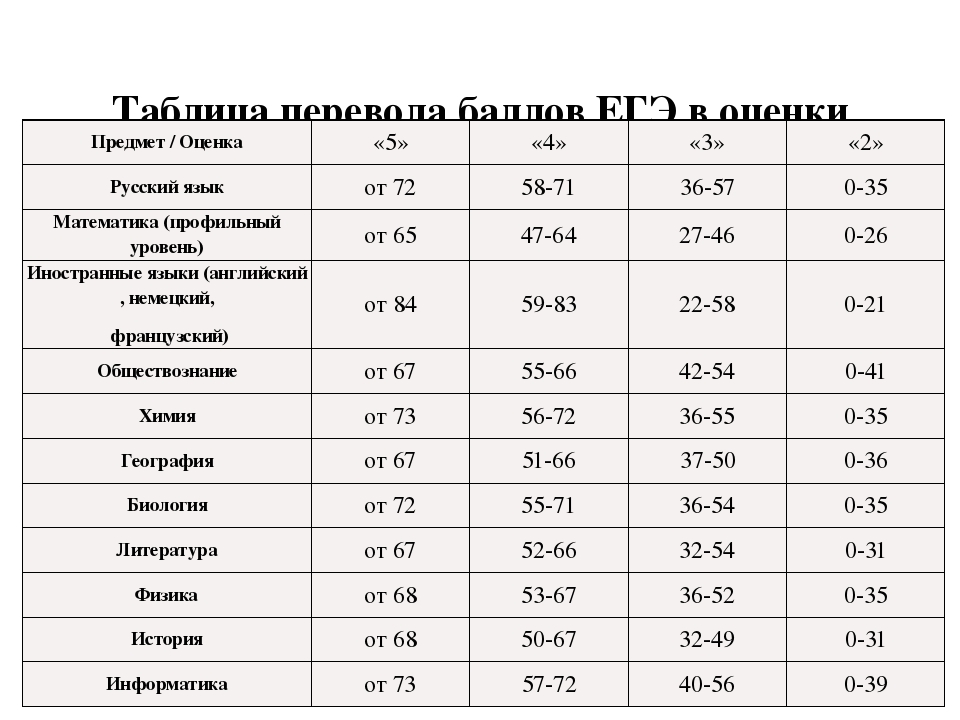 Таблица перевода баллов ЕГЭ в оценки
Предмет / Оценка «5» «4» «3» «2»
Русский язык от 72 58-71 36-57 0-35
Математика (профильный
уровень) от 65 47-64 27-46 0-26
Иностранные языки (английский
, немецкий,
французский) от 84 59-83 22-58 0-21
Обществознание от 67 55-66 42-54 0-41
Химия от 73 56-72 36-55 0-35
География от 67 51-66 37-50 0-36
Биология от 72 55-71 36-54 0-35
Литература от 67 52-66 32-54 0-31
Физика от 68 53-67 36-52 0-35
История от 68 50-67 32-49 0-31
Информатика от 73 57-72 40-56 0-39